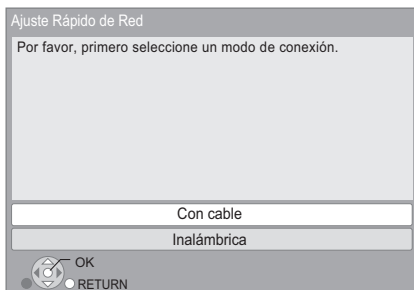 Ajuste Rápido de Red
Por favor, primero seleccione un modo de conexión.
Con cable
Inalámbrica
OK
RETURN